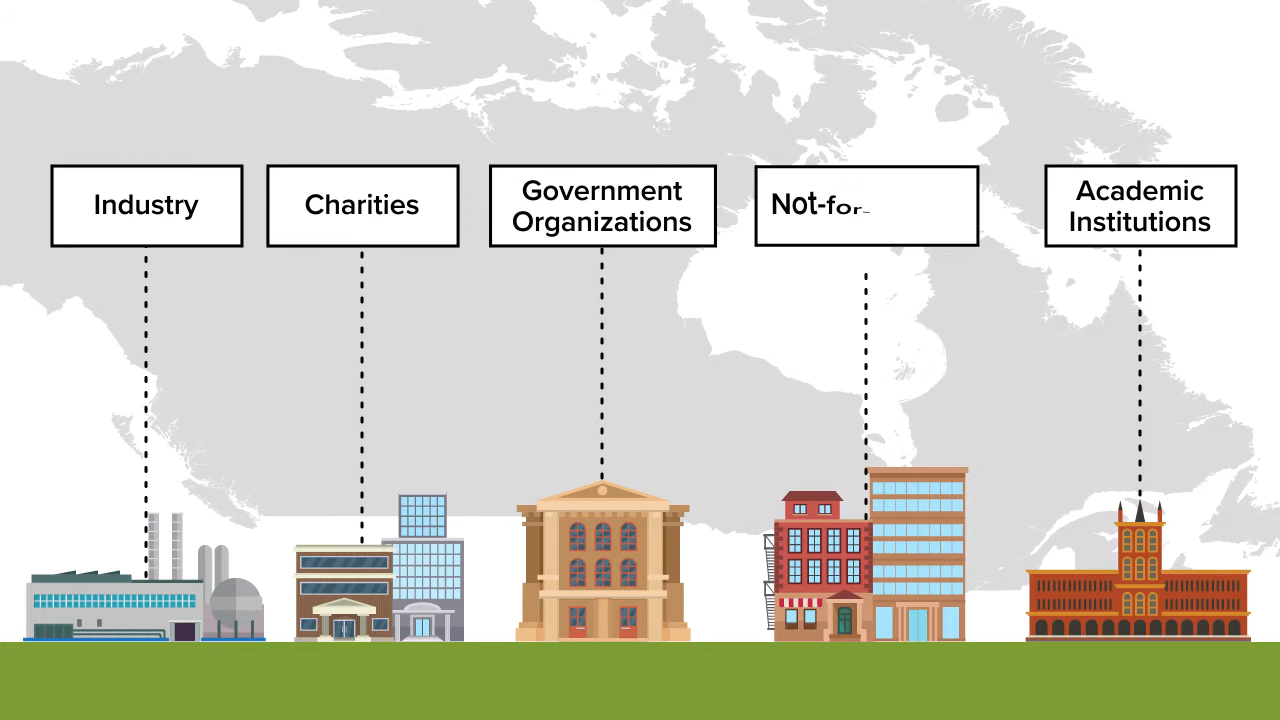 Industry
Charities
Government
Organizations
Not-for-
Academic
Institutions